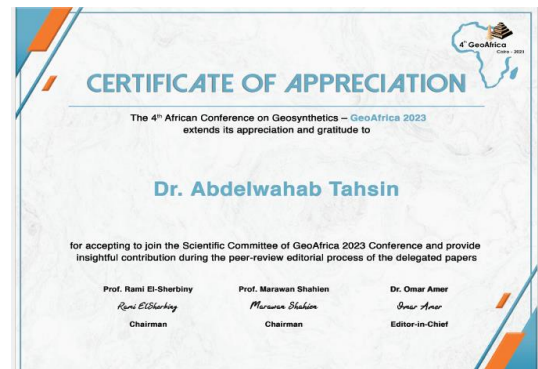 4th GeoAfrica
Cairo - 2023
CERTIFICATE OF APPRECIATION
The 4th African Conference on Geosynthetics – GeoAfrica 2023
extends its appreciation and gratitude to
Dr. Abdelwahab Tahsin
for accepting to join the Scientific Committee of GeoAfrica 2023 Conference and provide
insightful contribution during the peer-review editorial process of the delegated papers
Prof. Rami El-Sherbiny Prof. Marawan Shahien Dr. Omar Amer
Rami ElSherbiny Marawan Shahien Omar Amer
Chairman Chairman Editor-in-Chief